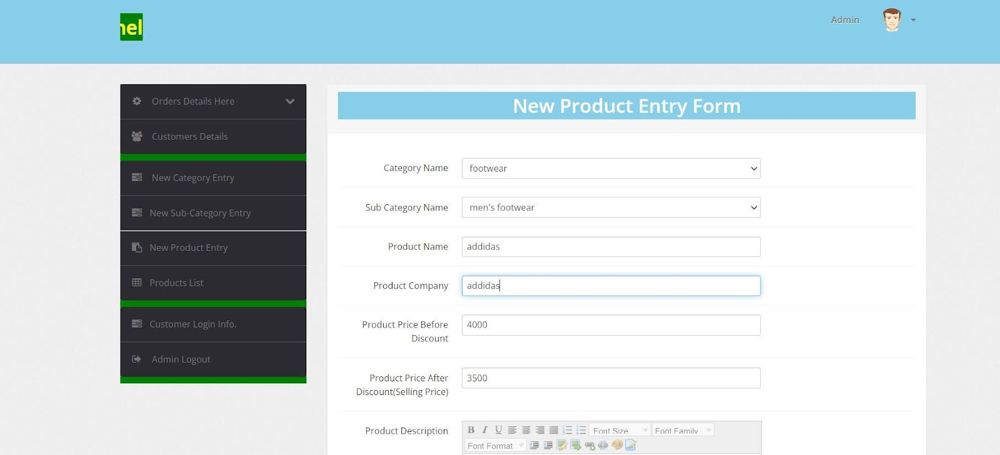 nel
Admin
Orders Details Here
Customers Details
New Category Entry
New Sub-Category Entry
New Product Entry
Products List
Customer Login Info.
Admin Logout
New Product Entry Form
Category Name footwear
Sub Category Name men's footwear
Product Name addidas
Product Company addidas
Product Price Before
Discount
4000
Product Price After
Discount(Selling Price)
3500
Product Description
B I U Font Size Font Family
Font Format